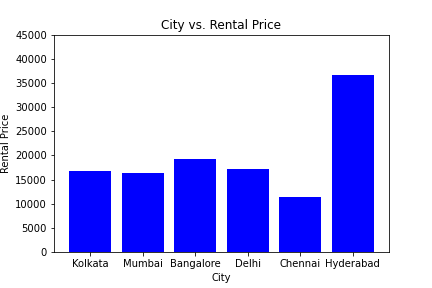 City vs. Rental Price
45000
40000
35000
30000
25000
20000
15000
10000
5000
0
Rental Price
Kolkata Mumbai Bangalore Delhi Chennai Hyderabad
City